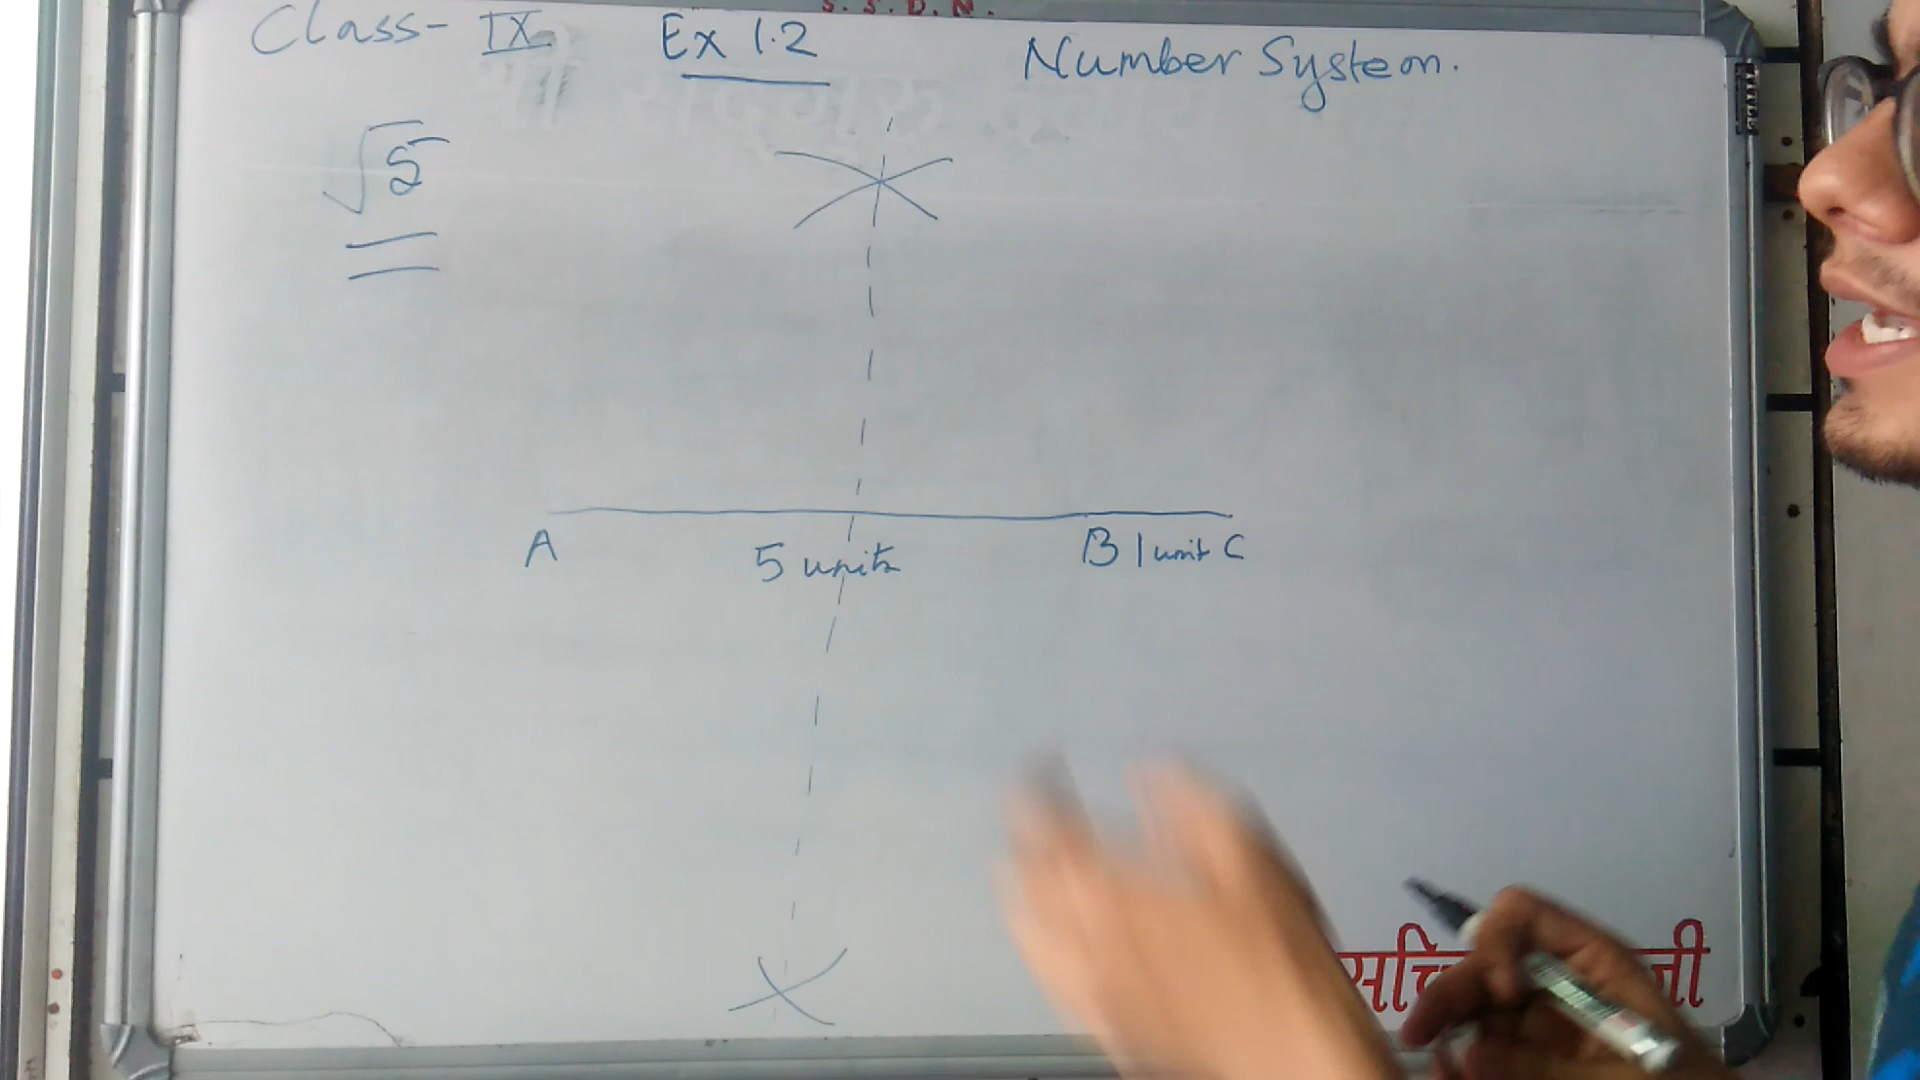 S. S. D. N.
Class - IX Ex 1.2 Number System.
√5
A 5 units B 1 unit C